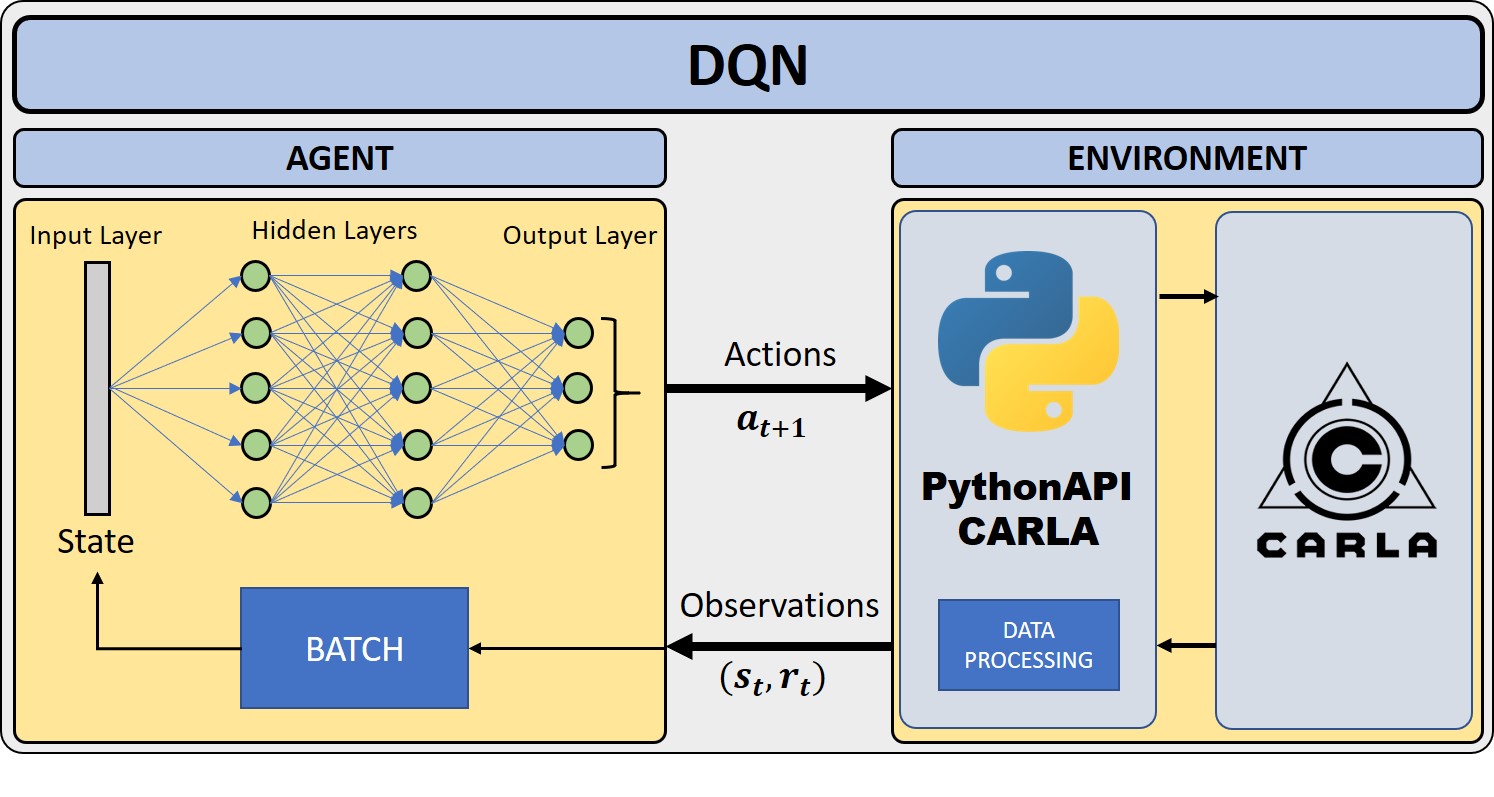 DQN
AGENT
Input Layer
Hidden Layers
Output Layer
State
BATCH
Actions
a_{t+1}
Observations
(s_t, r_t)
ENVIRONMENT
PythonAPI
CARLA
DATA
PROCESSING
C
CARLA